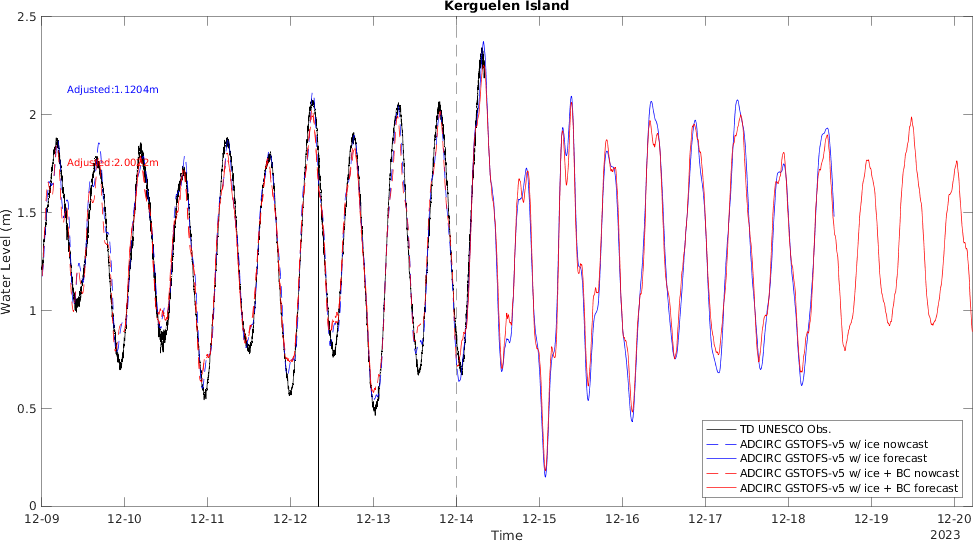 Kerguelen Island
2.5
2
1.5
1
0.5
0
Water Level (m)
Adjusted:1.1204m
12-09 12-10 12-11 12-12 12-13 12-14 12-15 12-16 12-17 12-18 12-19 12-20
2023
Time
TD UNESCO Obs.
ADCIRC GSTOFS-v5 w/ ice nowcast
ADCIRC GSTOFS-v5 w/ ice forecast
ADCIRC GSTOFS-v5 w/ ice + BC nowcast
ADCIRC GSTOFS-v5 w/ ice + BC forecast